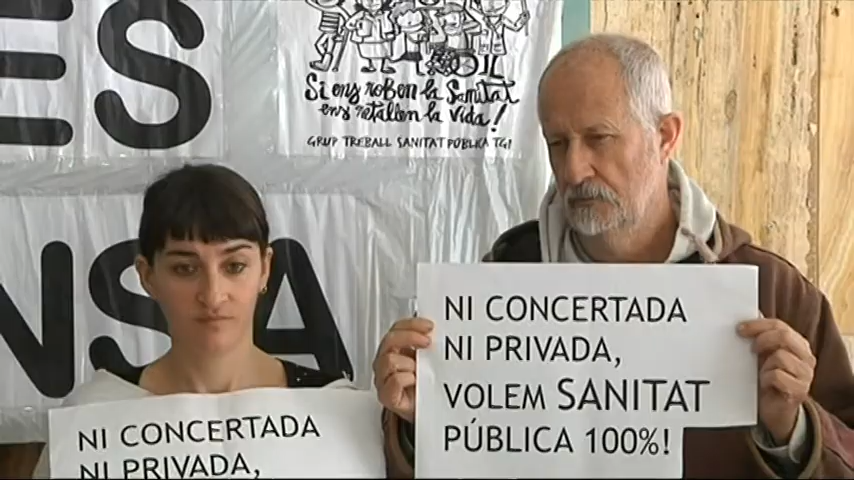 ES
NSA
Si ens roben la Sanitat
ens retallen la vida!
GRUP TREBALL SANITAT PÚBLICA TGN
NI CONCERTADA
NI PRIVADA,
NI CONCERTADA
NI PRIVADA,
VOLEM SANITAT
PÚBLICA 100%!